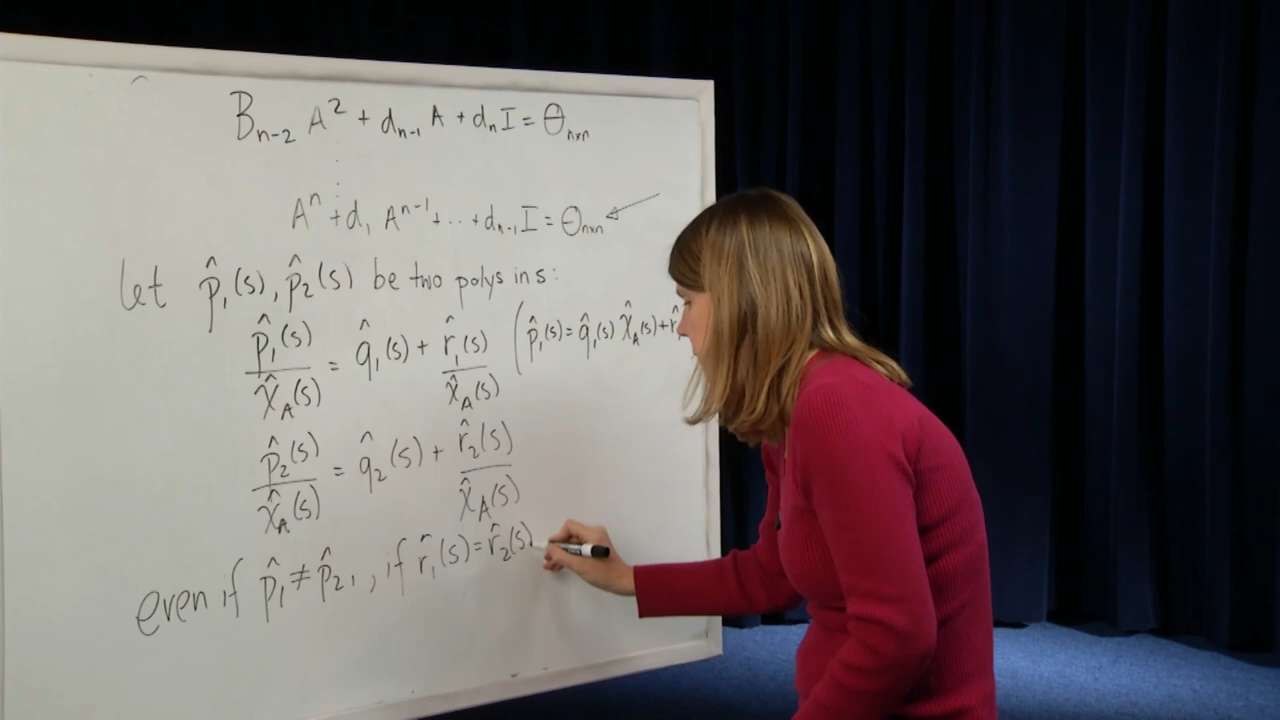 B_{n-2} A^2 + d_{n-1} A + d_n I = Θ_{n×n}
⋮
A^n + d_1 A^{n-1} + ... + d_{n-1} I = Θ_{n×n} ←
let p̂_1(s), p̂_2(s) be two polys in s:
p̂_1(s)/χ̂_A(s) = q̂_1(s) + r̂_1(s)/χ̂_A(s) (p̂_1(s) = q̂_1(s) χ̂_A(s) + r̂
p̂_2(s)/χ̂_A(s) = q̂_2(s) + r̂_2(s)/χ̂_A(s)
even if p̂_1 ≠ p̂_2, , if r̂_1(s) = r̂_2(s)